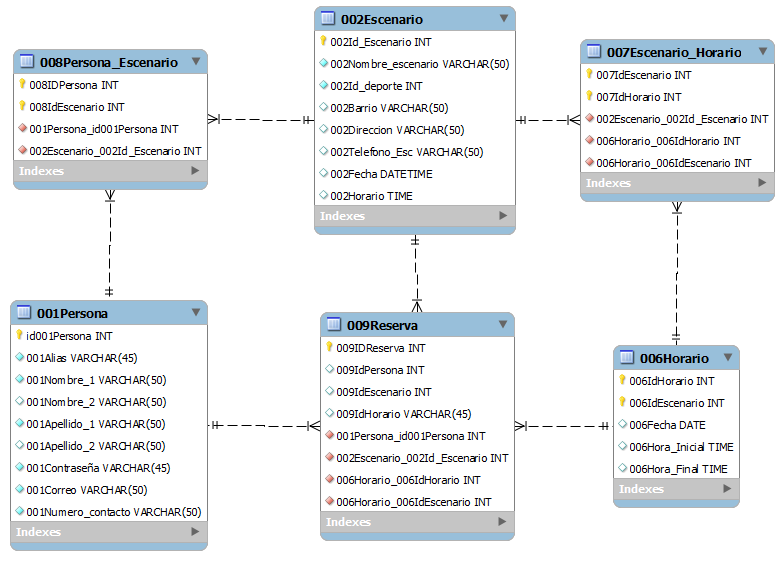 008Persona_Escenario
008IDPersona INT
008IdEscenario INT
001Persona_id001Persona INT
002Escenario_002Id_Escenario INT
Indexes
002Escenario
002Id_Escenario INT
002Nombre_escenario VARCHAR(50)
002Id_deporte INT
002Barrio VARCHAR(50)
002Direccion VARCHAR(50)
002Telefono_Esc VARCHAR(50)
002Fecha DATETIME
002Horario TIME
Indexes
007Escenario_Horario
007IdEscenario INT
007IdHorario INT
002Escenario_002Id_Escenario INT
006Horario_006IdHorario INT
006Horario_006IdEscenario INT
Indexes
001Persona
id001Persona INT
001Alias VARCHAR(45)
001Nombre_1 VARCHAR(50)
001Nombre_2 VARCHAR(50)
001Apellido_1 VARCHAR(50)
001Apellido_2 VARCHAR(50)
001Contraseña VARCHAR(45)
001Correo VARCHAR(50)
001Numero_contacto VARCHAR(50)
Indexes
009Reserva
009IDReserva INT
009IdPersona INT
009IdEscenario INT
009IdHorario VARCHAR(45)
001Persona_id001Persona INT
002Escenario_002Id_Escenario INT
006Horario_006IdHorario INT
006Horario_006IdEscenario INT
Indexes
006Horario
006IdHorario INT
006IdEscenario INT
006Fecha DATE
006Hora_Inicial TIME
006Hora_Final TIME
Indexes